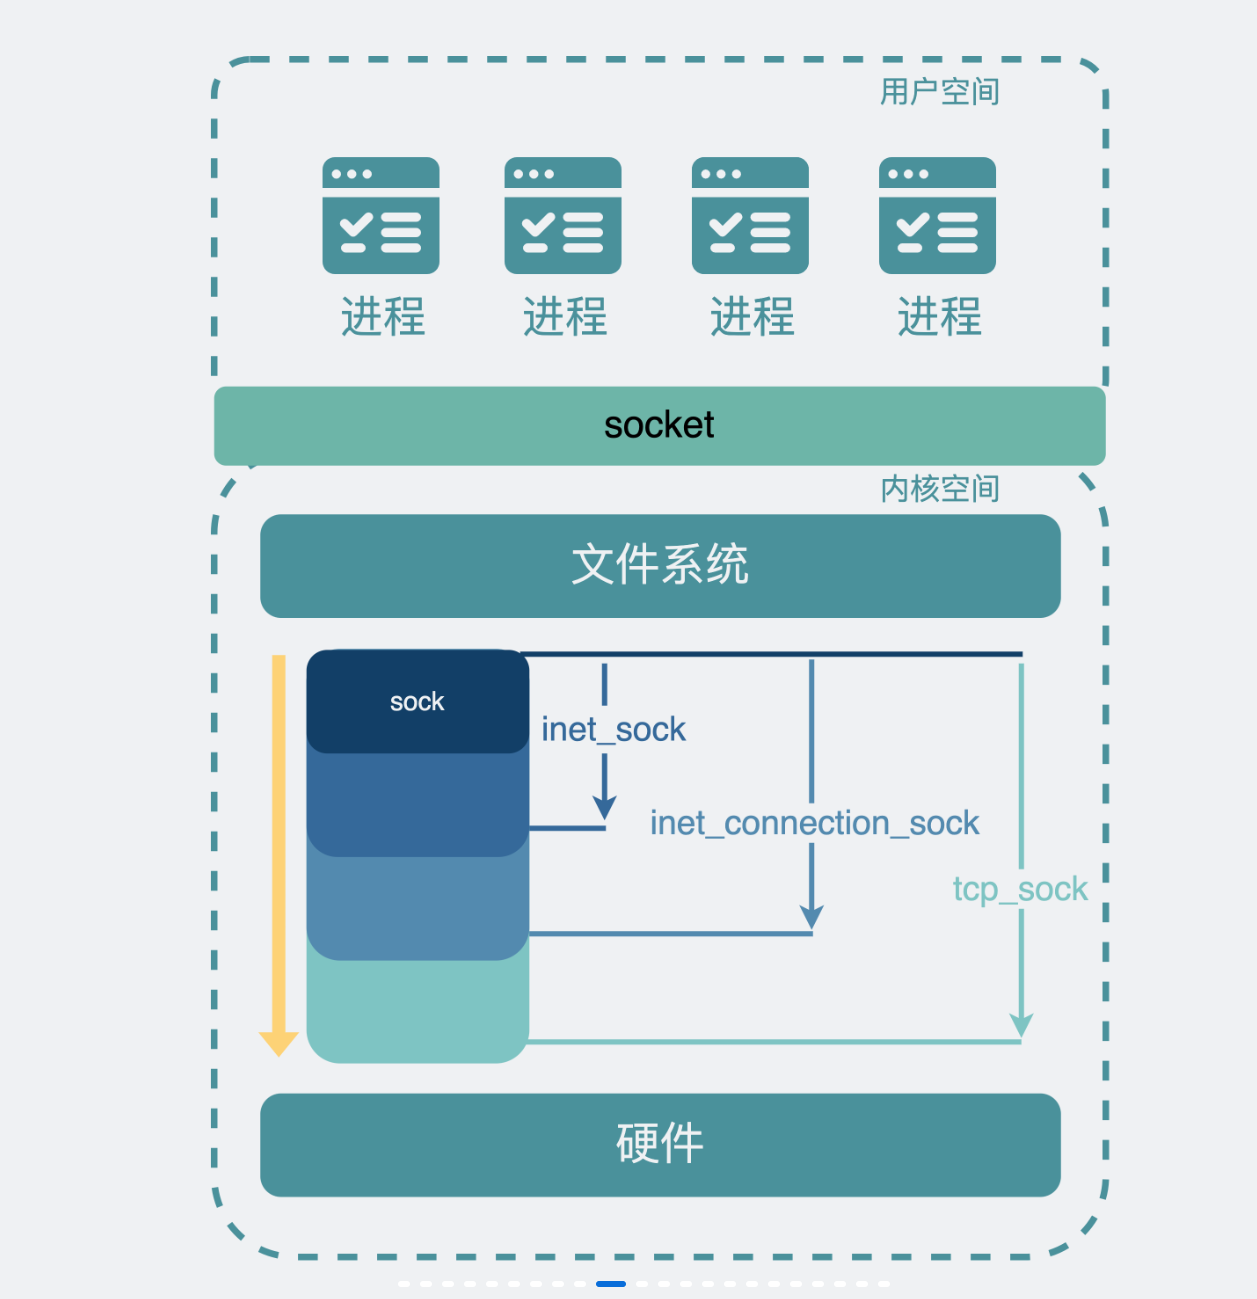 用户空间
进程
进程
进程
进程
socket
内核空间
文件系统
sock
inet_sock
inet_connection_sock
tcp_sock
硬件